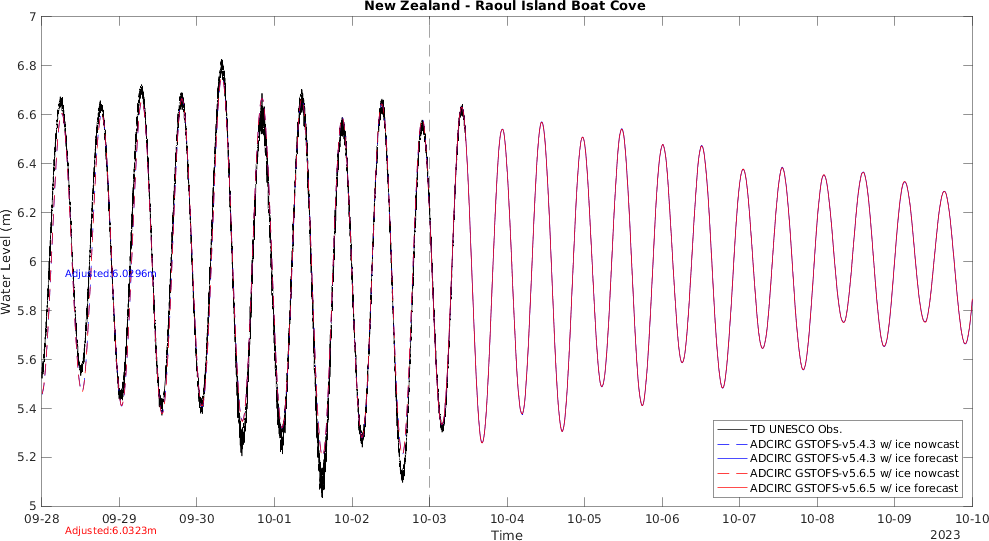 New Zealand - Raoul Island Boat Cove
7
6.8
6.6
6.4
6.2
6
5.8
5.6
5.4
5.2
5
Water Level (m)
Adjusted:6.0296m
TD UNESCO Obs.
ADCIRC GSTOFS-v5.4.3 w/ ice nowcast
ADCIRC GSTOFS-v5.4.3 w/ ice forecast
ADCIRC GSTOFS-v5.6.5 w/ ice nowcast
ADCIRC GSTOFS-v5.6.5 w/ ice forecast
09-28 09-29 09-30 10-01 10-02 10-03 10-04 10-05 10-06 10-07 10-08 10-09 10-10
Adjusted:6.0323m
Time
2023